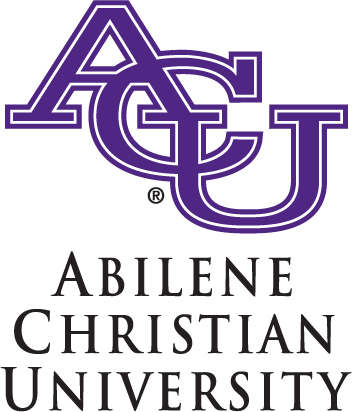 ACU
®
ABILENE
CHRISTIAN
UNIVERSITY